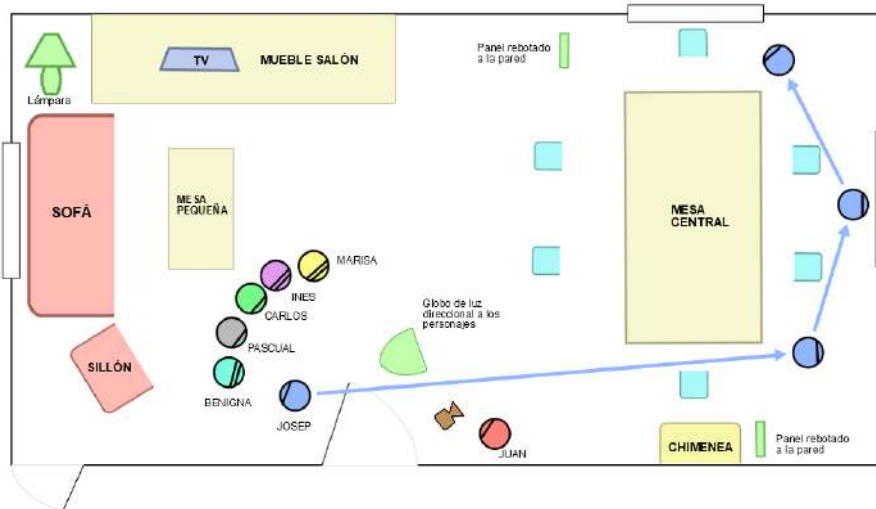 TV
MUEBLE SALÓN
Panel rebotado
a la pared
Lámpara
SOFÁ
MESA
PEQUEÑA
MESA
CENTRAL
MARISA
INES
CARLOS
PASCUAL
BENIGNA
JOSEP
Globo de luz
direccional a los
personajes
SILLÓN
JUAN
CHIMENEA
Panel rebotado
a la pared